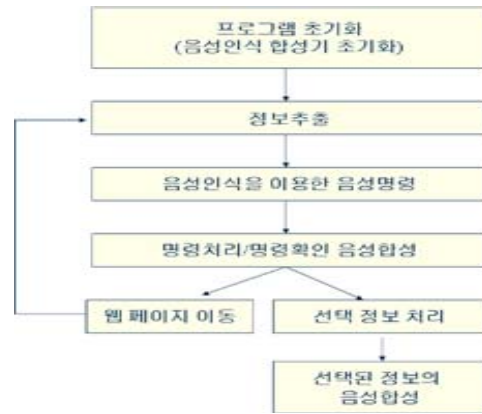 프로그램 초기화
(음성인식 합성기 초기화)
정보추출
음성인식을 이용한 음성명령
명령처리/명령확인 음성합성
웹 페이지 이동
선택 정보 처리
선택된 정보의
음성합성